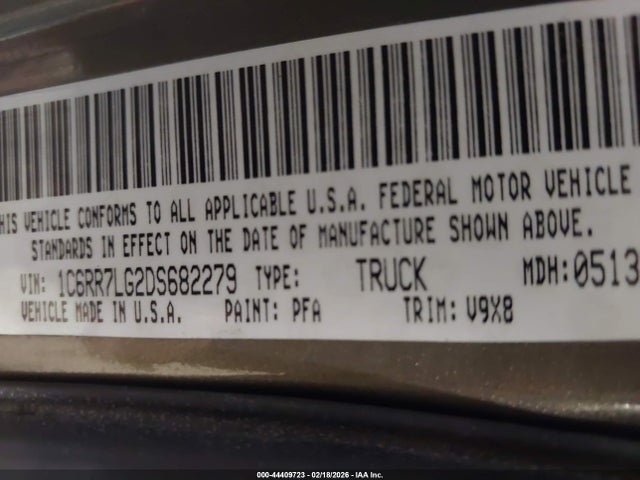 HIS VEHICLE CONFORMS TO ALL APPLICABLE U.S.A. FEDERAL MOTOR VEHICLE
STANDARDS IN EFFECT ON THE DATE OF MANUFACTURE SHOWN ABOVE.
VIN: 1C6RR7LG2DS682279 TYPE: TRUCK MDH:0513
VEHICLE MADE IN U.S.A. PAINT: PFA TRIM: V9X8
000-44409723 - 02/18/2026 - IAA Inc.